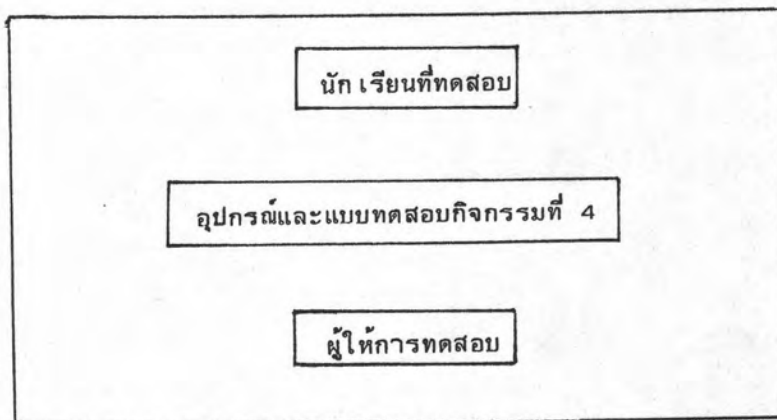 นักเรียนที่ทดสอบ
อุปกรณ์และแบบทดสอบกิจกรรมที่ 4
ผู้ให้การทดสอบ